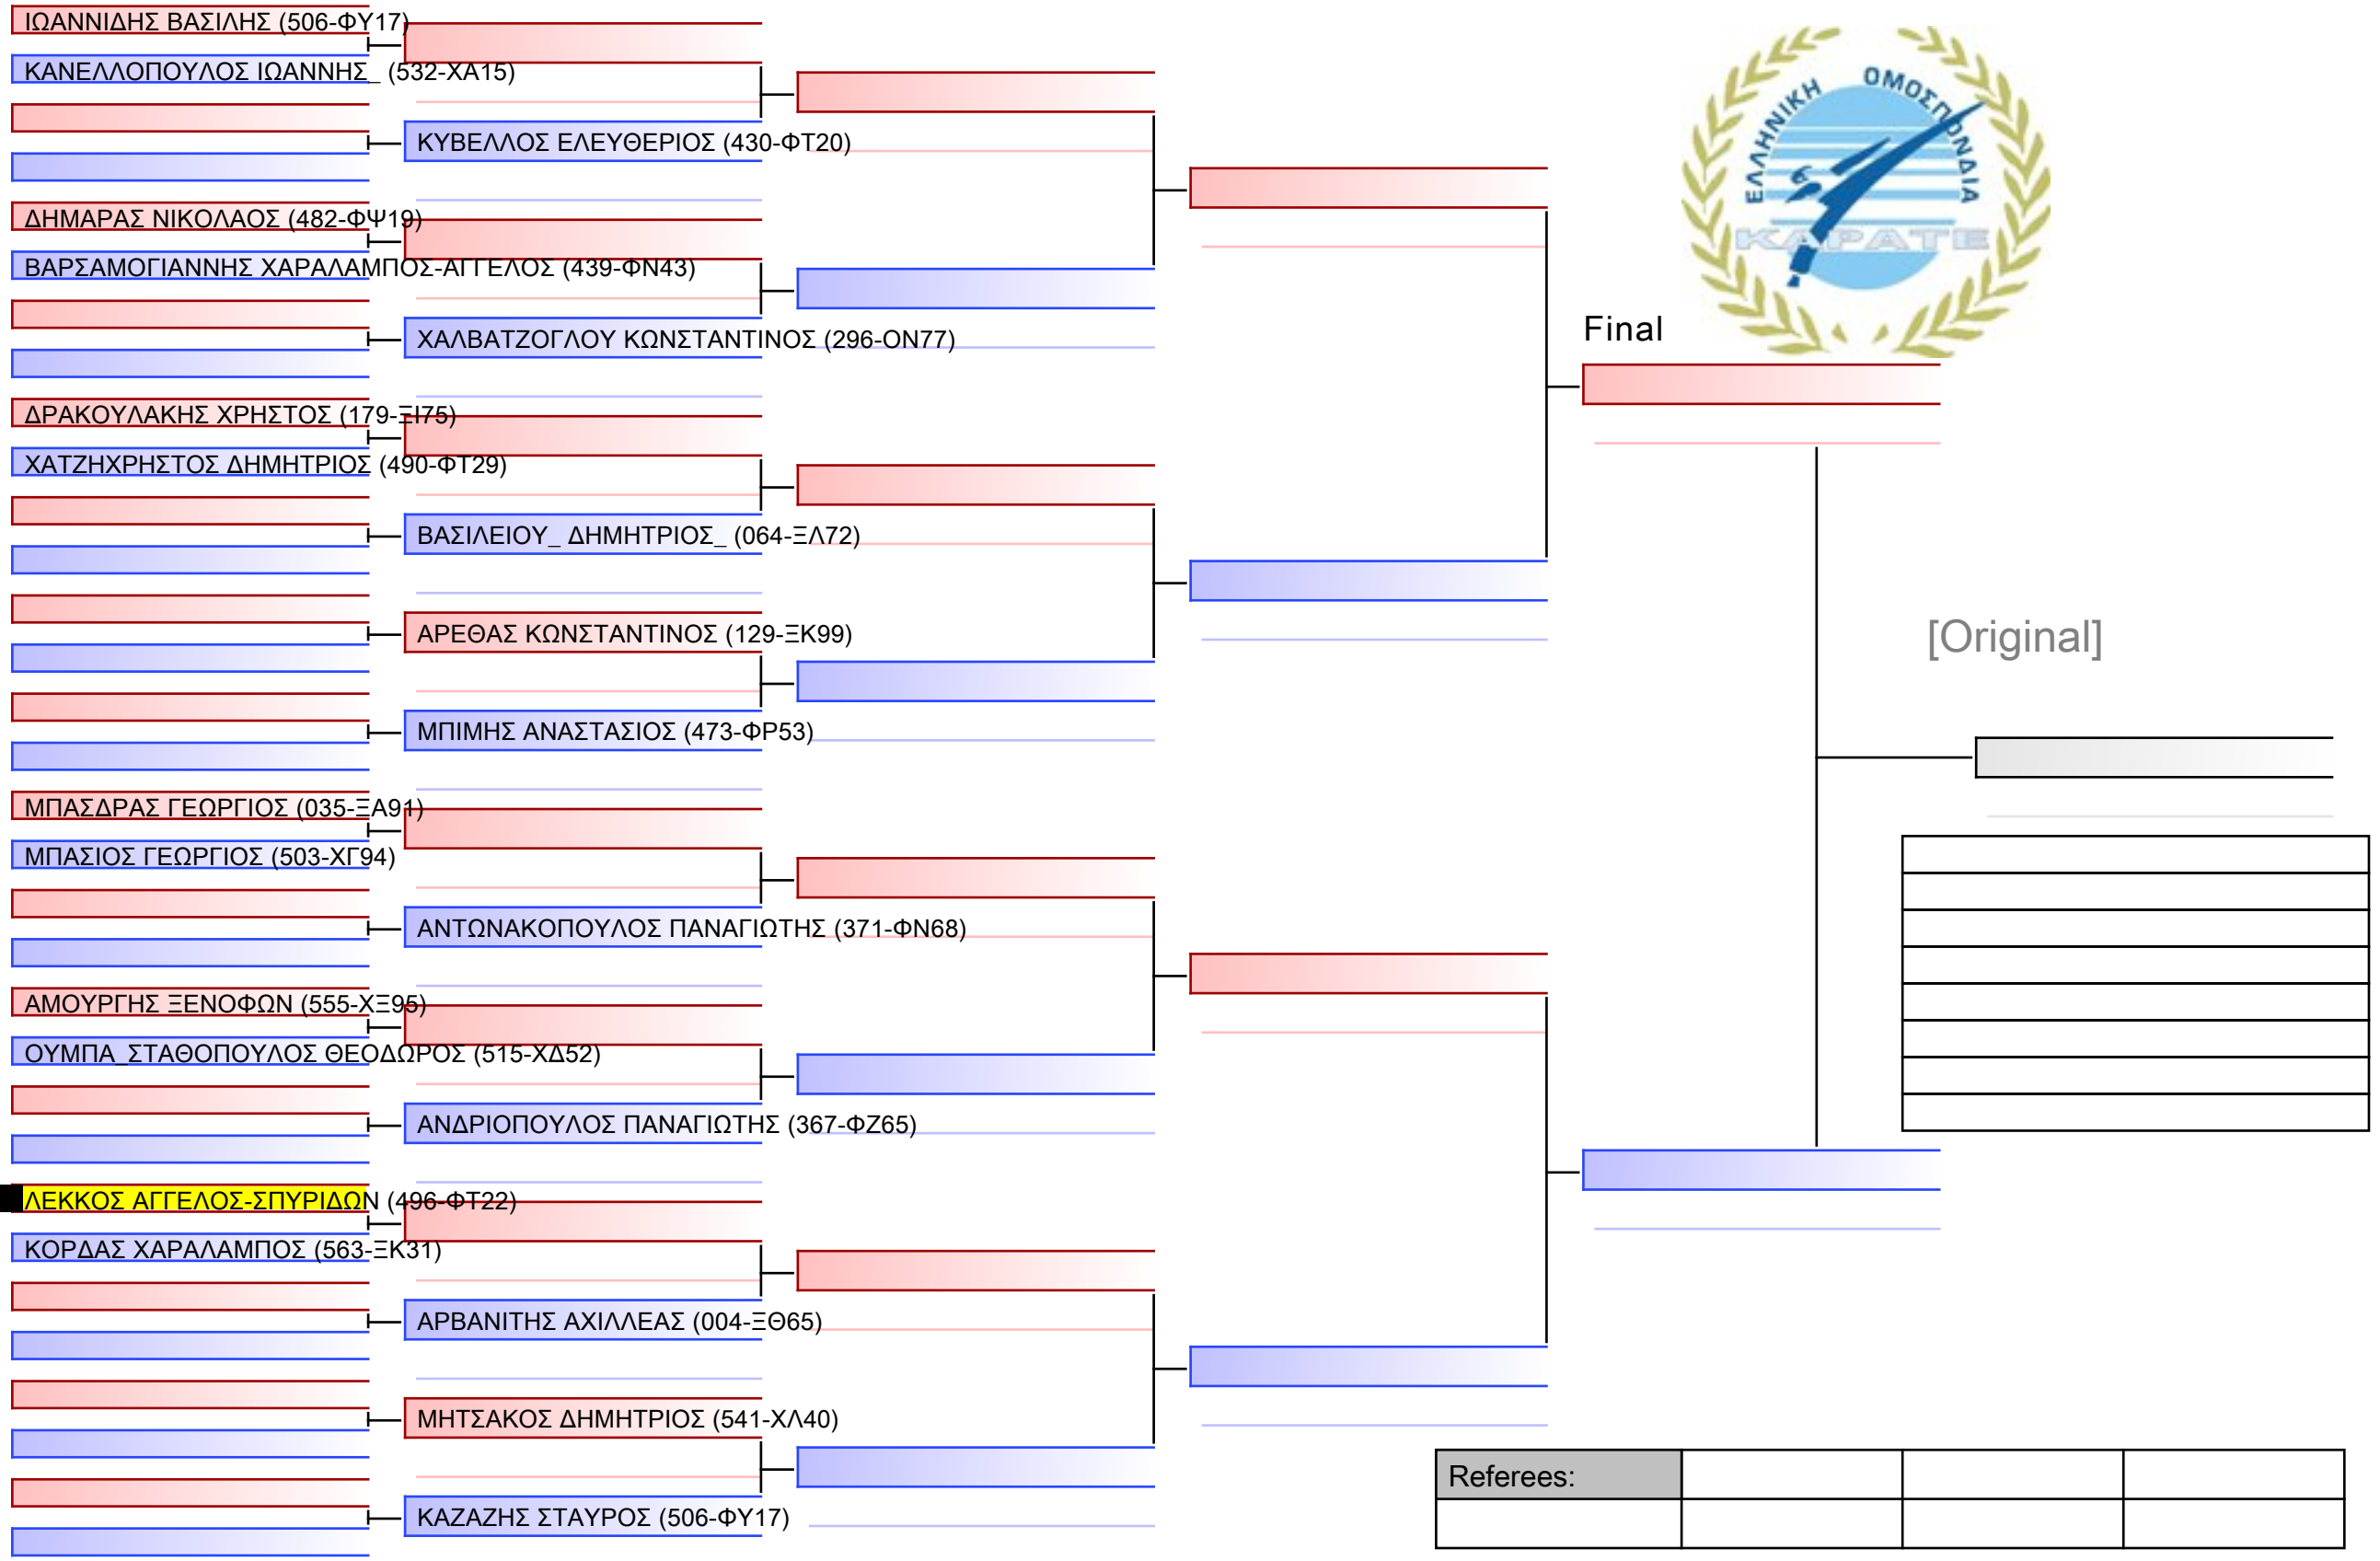 ΙΩΑΝΝΙΔΗΣ ΒΑΣΙΛΗΣ (506-ΦΥ17)
ΚΑΝΕΛΛΟΠΟΥΛΟΣ ΙΩΑΝΝΗΣ_ (532-ΧΑ15)
ΚΥΒΕΛΛΟΣ ΕΛΕΥΘΕΡΙΟΣ (430-ΦΤ20)
ΔΗΜΑΡΑΣ ΝΙΚΟΛΑΟΣ (482-ΦΨ19)
ΒΑΡΣΑΜΟΓΙΑΝΝΗΣ ΧΑΡΑΛΑΜΠΟΣ-ΑΓΓΕΛΟΣ (439-ΦΝ43)
ΧΑΛΒΑΤΖΟΓΛΟΥ ΚΩΝΣΤΑΝΤΙΝΟΣ (296-ΟΝ77)
ΔΡΑΚΟΥΛΑΚΗΣ ΧΡΗΣΤΟΣ (179-ΞΙ75)
ΧΑΤΖΗΧΡΗΣΤΟΣ ΔΗΜΗΤΡΙΟΣ (490-ΦΤ29)
ΒΑΣΙΛΕΙΟΥ_ ΔΗΜΗΤΡΙΟΣ_ (064-ΞΛ72)
ΑΡΕΘΑΣ ΚΩΝΣΤΑΝΤΙΝΟΣ (129-ΞΚ99)
ΜΠΙΜΗΣ ΑΝΑΣΤΑΣΙΟΣ (473-ΦΡ53)
ΜΠΑΣΔΡΑΣ ΓΕΩΡΓΙΟΣ (035-ΞΑ91)
ΜΠΑΣΙΟΣ ΓΕΩΡΓΙΟΣ (503-ΧΓ94)
ΑΝΤΩΝΑΚΟΠΟΥΛΟΣ ΠΑΝΑΓΙΩΤΗΣ (371-ΦΝ68)
ΑΜΟΥΡΓΗΣ ΞΕΝΟΦΩΝ (555-ΧΞ95)
ΟΥΜΠΑ_ΣΤΑΘΟΠΟΥΛΟΣ ΘΕΟΔΩΡΟΣ (515-ΧΔ52)
ΑΝΔΡΙΟΠΟΥΛΟΣ ΠΑΝΑΓΙΩΤΗΣ (367-ΦΖ65)
ΛΕΚΚΟΣ ΑΓΓΕΛΟΣ-ΣΠΥΡΙΔΩΝ (496-ΦΤ22)
ΚΟΡΔΑΣ ΧΑΡΑΛΑΜΠΟΣ (563-ΞΚ31)
ΑΡΒΑΝΙΤΗΣ ΑΧΙΛΛΕΑΣ (004-ΞΘ65)
ΜΗΤΣΑΚΟΣ ΔΗΜΗΤΡΙΟΣ (541-ΧΛ40)
ΚΑΖΑΖΗΣ ΣΤΑΥΡΟΣ (506-ΦΥ17)
ΕΛΛΗΝΙΚΗ ΟΜΟΣΠΟΝΔΙΑ
ΚΑΡΑΤΕ
Final
[Original]
Referees: